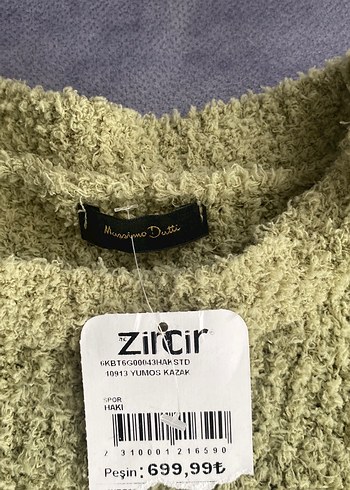 Massimo Dutti
Zircir
6KBT6G00043HAKSTD
10913 YUMOS KAZAK
SPOR
HAKI
2 310001 216590
Peşin: 699,99₺